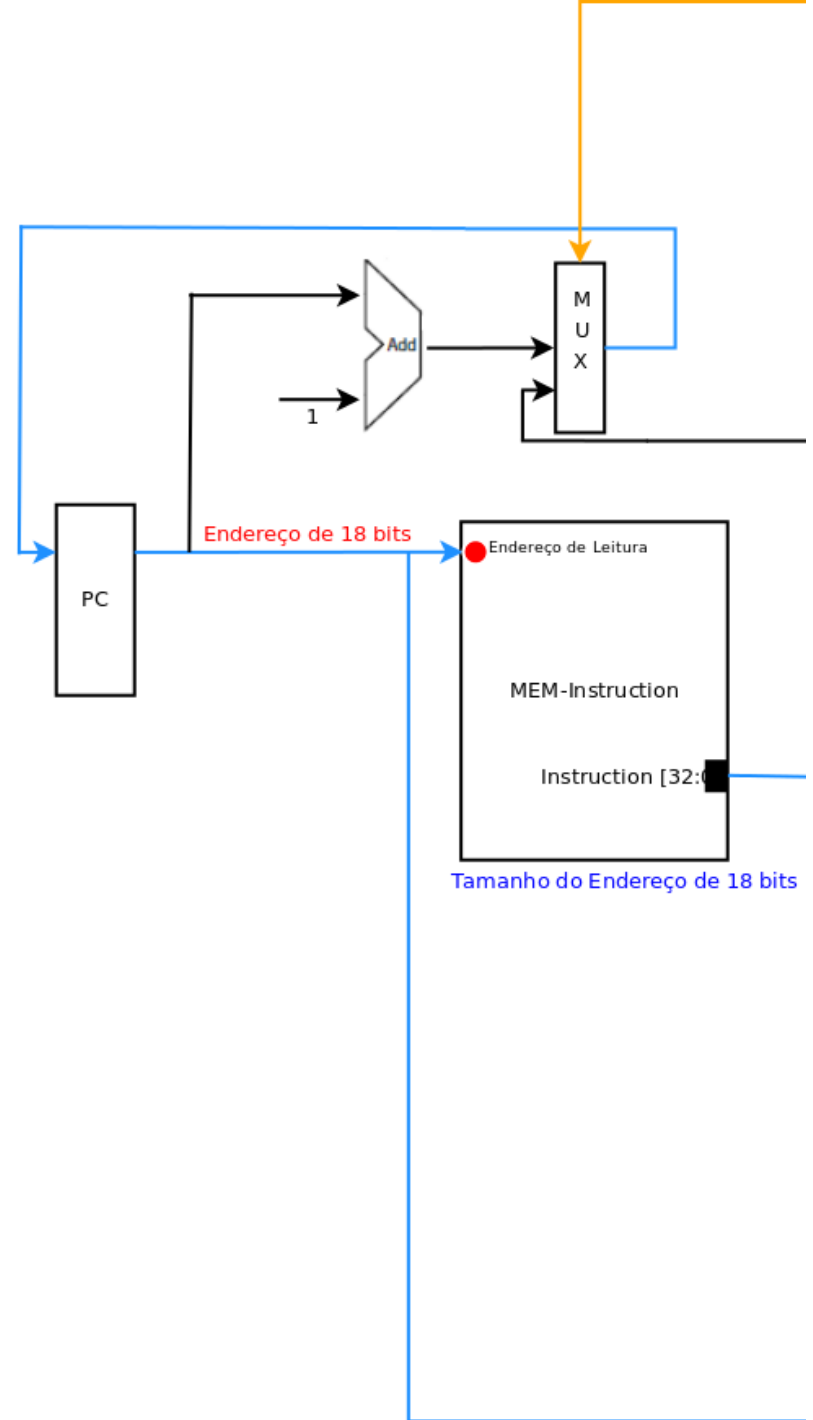 M
U
X
Add
1
Endereço de 18 bits
Endereço de Leitura
PC
MEM-Instruction
Instruction [32:
Tamanho do Endereço de 18 bits